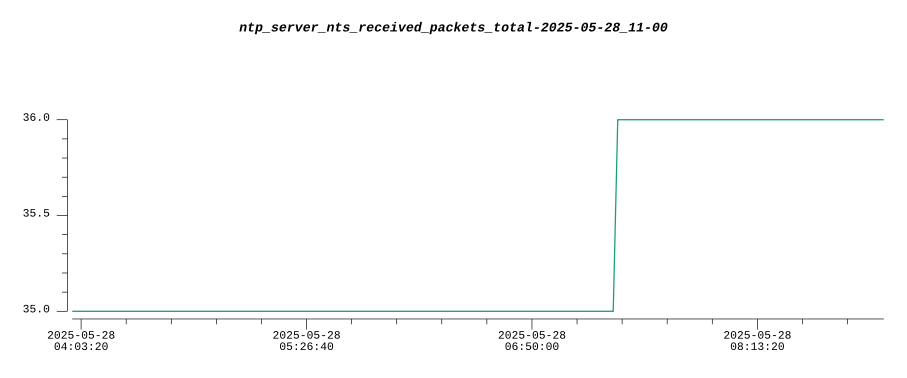 ntp_server_nts_received_packets_total-2025-05-28_11-00
36.0
35.5
35.0
2025-05-28 2025-05-28 2025-05-28 2025-05-28
04:03:20 05:26:40 06:50:00 08:13:20